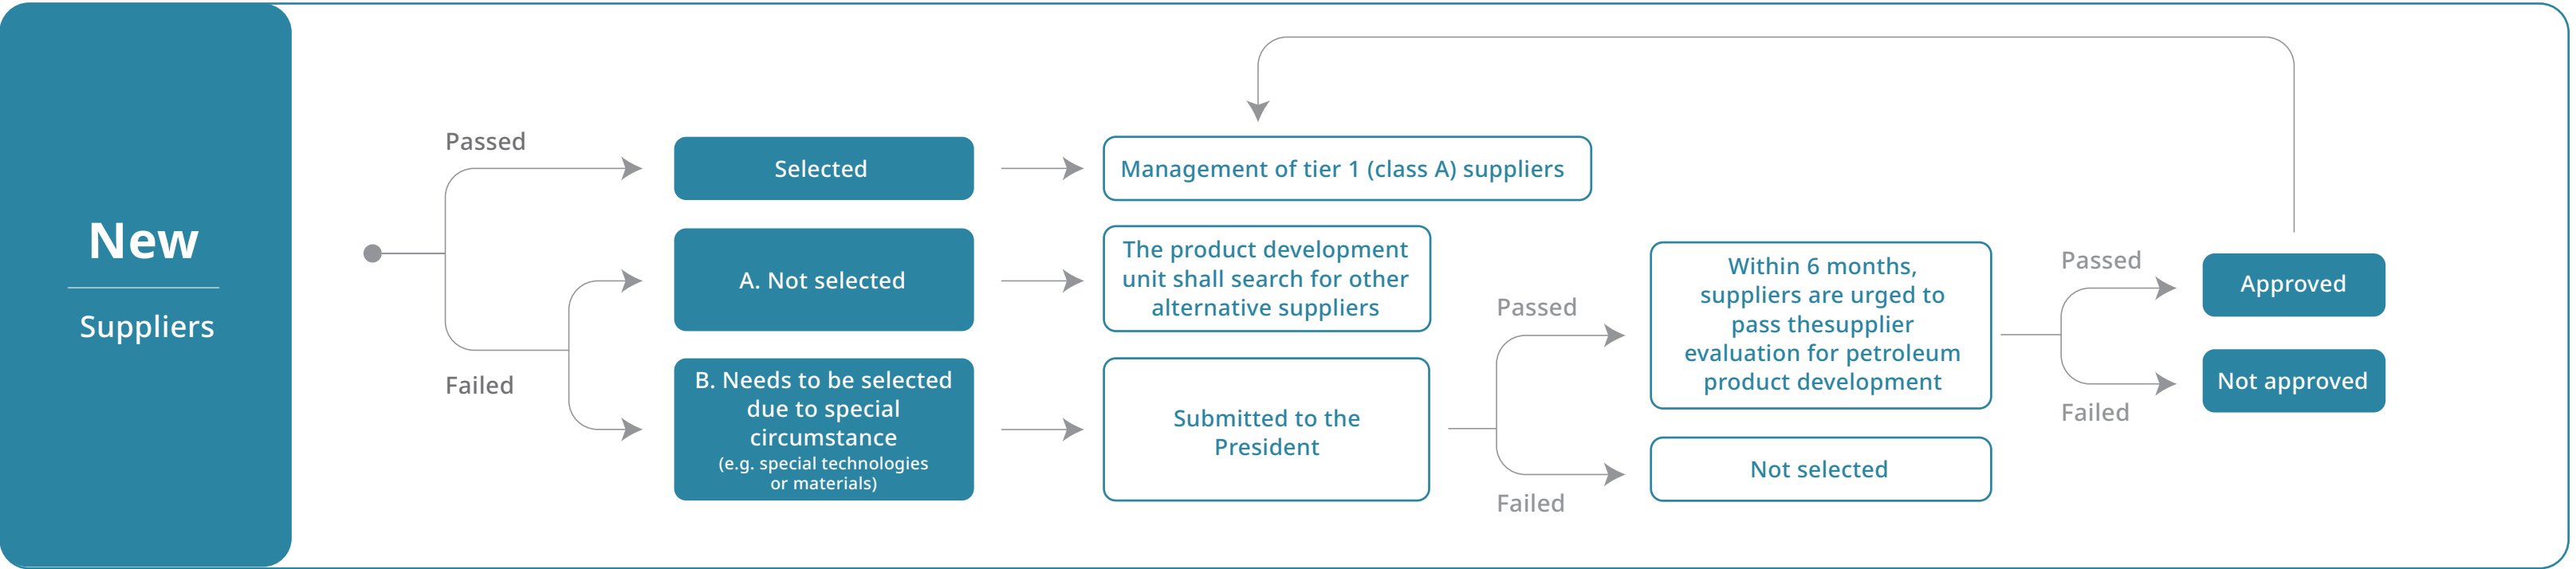 New
Suppliers
Passed
Failed
Selected
Management of tier 1 (class A) suppliers
A. Not selected
The product development
unit shall search for other
alternative suppliers
B. Needs to be selected
due to special
circumstance
(e.g. special technologies
or materials)
Submitted to the
President
Passed
Failed
Within 6 months,
suppliers are urged to
pass thesupplier
evaluation for petroleum
product development
Not selected
Passed
Failed
Approved
Not approved